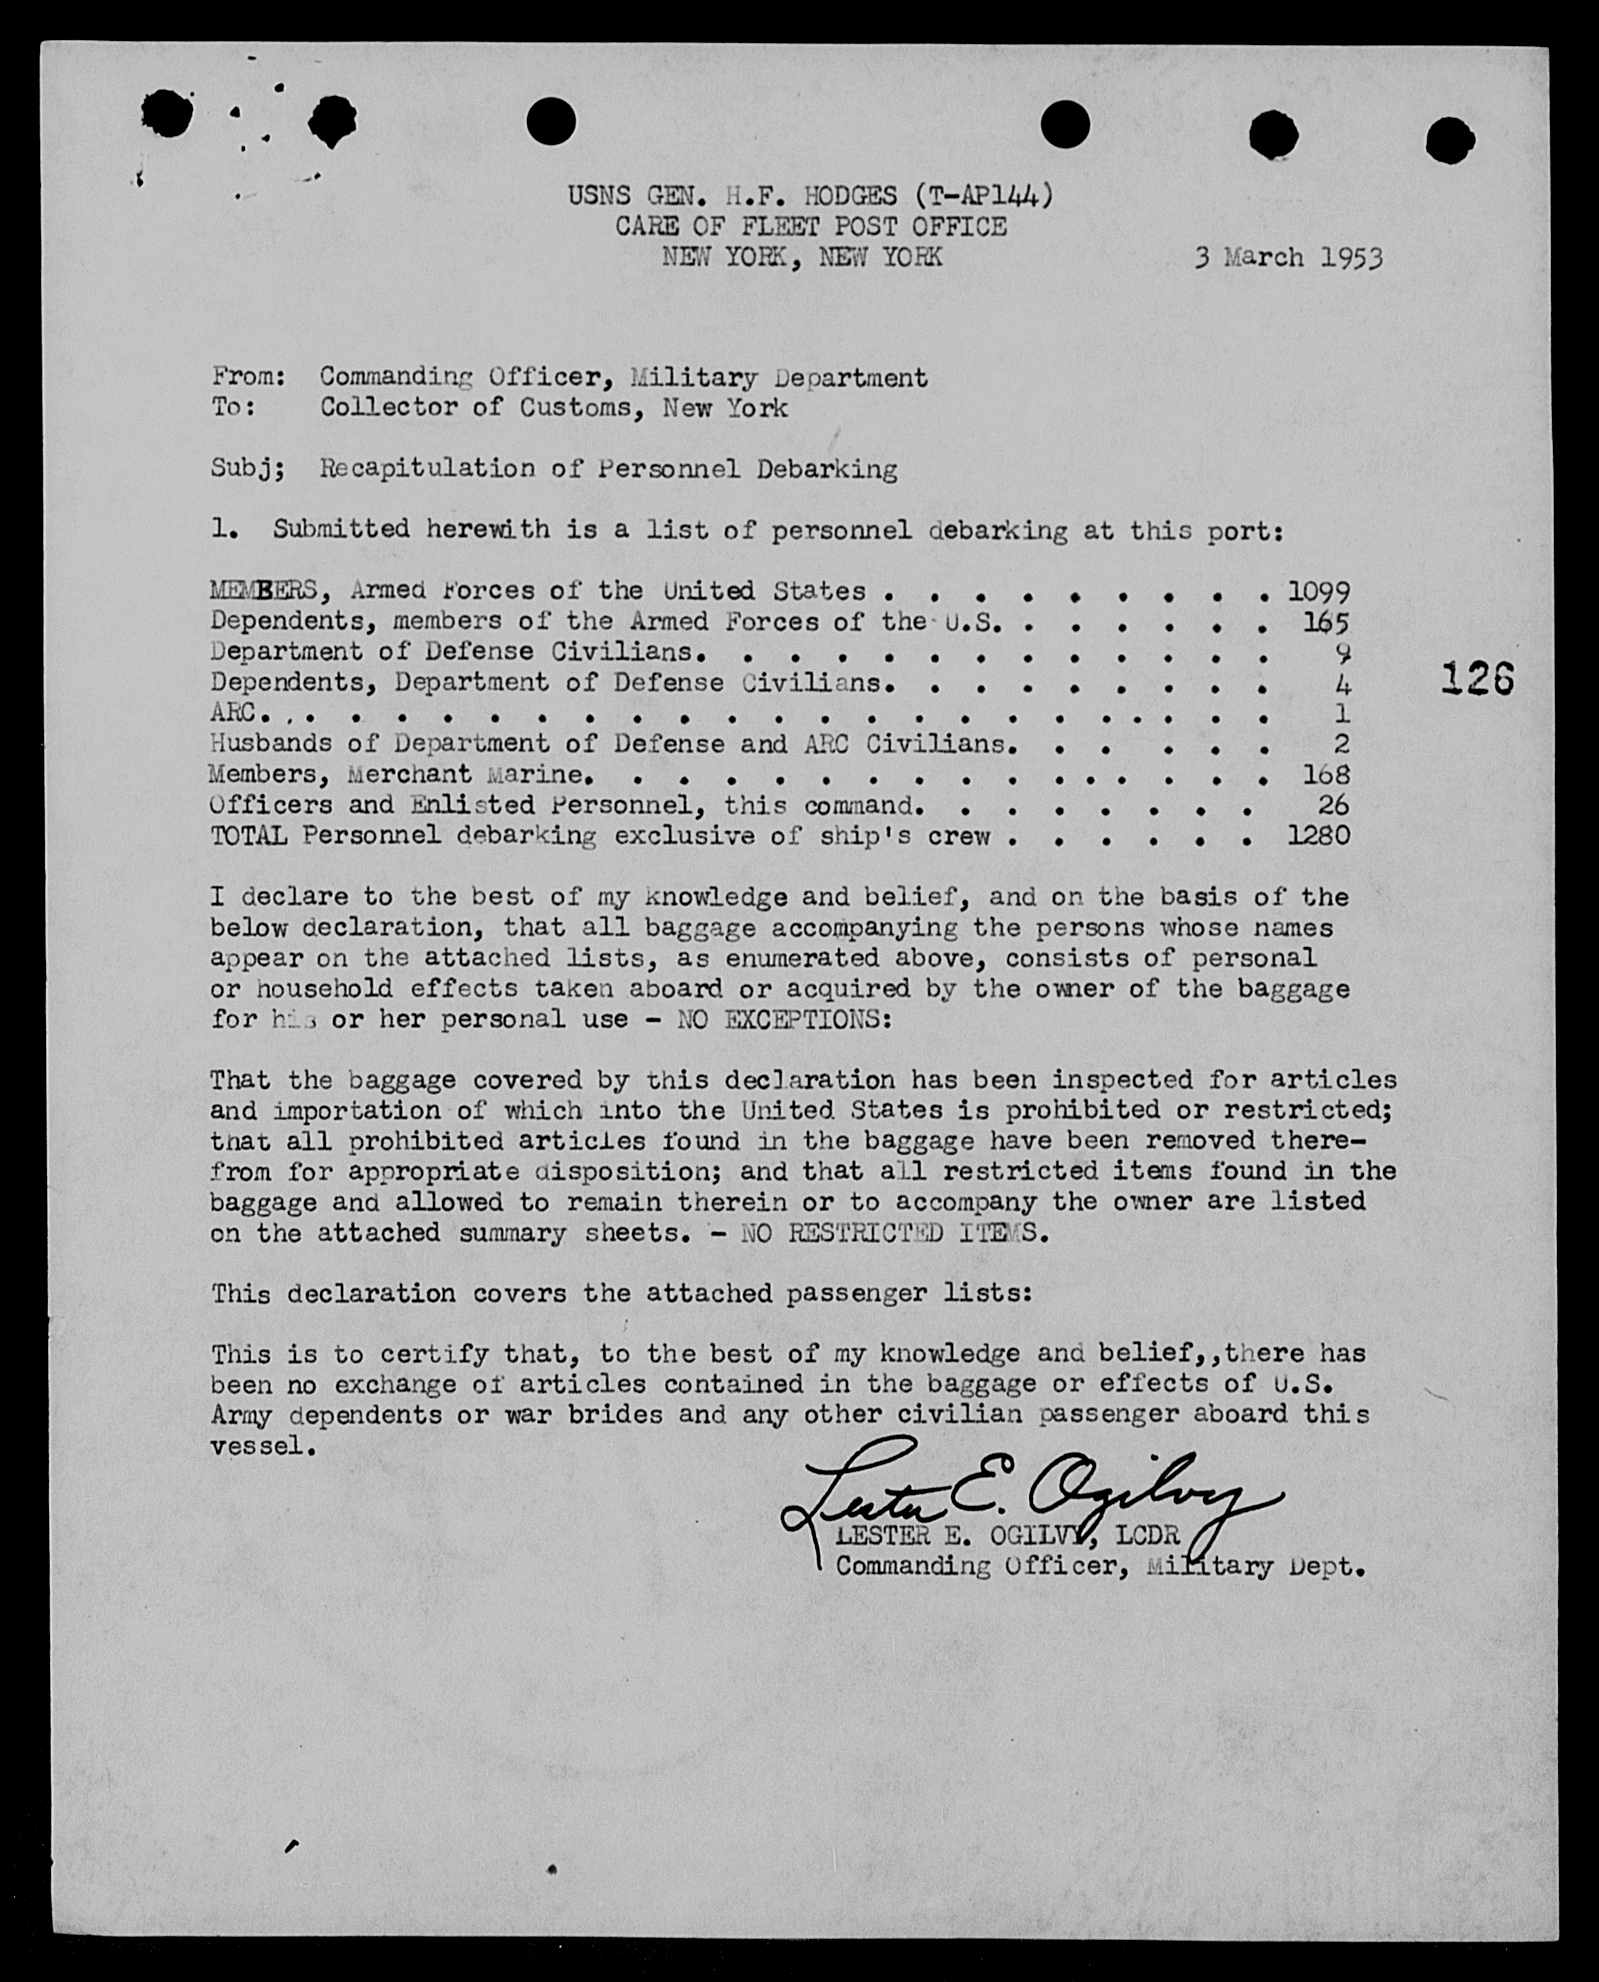 USNS GEN. H.F. HODGES (T-AP144)
CARE OF FLEET POST OFFICE
NEW YORK, NEW YORK 3 March 1953
From: Commanding Officer, Military Department
To: Collector of Customs, New York
Subj; Recapitulation of Personnel Debarking
1. Submitted herewith is a list of personnel debarking at this port:
MEMBERS, Armed Forces of the United States . . . . . . . . . 1099
Dependents, members of the Armed Forces of the U.S. . . . . . . 165
Department of Defense Civilians. . . . . . . . . . . . . 9
Dependents, Department of Defense Civilians. . . . . . . . . 4
126
ARC. . . . . . . . . . . . . . . . . . . . . . . . . 1
Husbands of Department of Defense and ARC Civilians. . . . . . 2
Members, Merchant Marine. . . . . . . . . . . . . . . . . 168
Officers and Enlisted Personnel, this command. . . . . . . . 26
TOTAL Personnel debarking exclusive of ship's crew . . . . . . 1280
I declare to the best of my knowledge and belief, and on the basis of the
below declaration, that all baggage accompanying the persons whose names
appear on the attached lists, as enumerated above, consists of personal
or household effects taken aboard or acquired by the owner of the baggage
for his or her personal use - NO EXCEPTIONS:
That the baggage covered by this declaration has been inspected for articles
and importation of which into the United States is prohibited or restricted;
that all prohibited articles found in the baggage have been removed there-
from for appropriate disposition; and that all restricted items found in the
baggage and allowed to remain therein or to accompany the owner are listed
on the attached summary sheets. - NO RESTRICTED ITEMS.
This declaration covers the attached passenger lists:
This is to certify that, to the best of my knowledge and belief,,there has
been no exchange of articles contained in the baggage or effects of U.S.
Army dependents or war brides and any other civilian passenger aboard this
vessel.
Lester E. Ogilvy
LESTER E. OGILVY, LCDR
Commanding Officer, Military Dept.